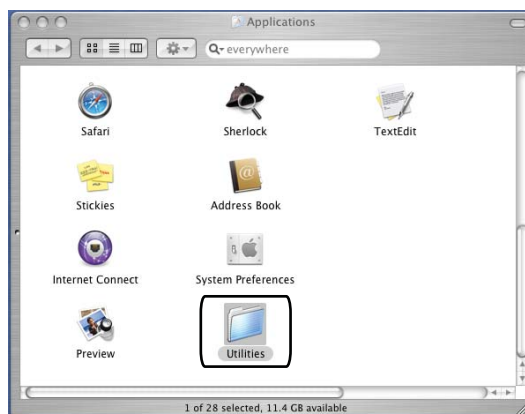 Applications
everywhere
Safari
Sherlock
TextEdit
Stickies
Address Book
Internet Connect
System Preferences
Preview
Utilities
1 of 28 selected, 11.4 GB available